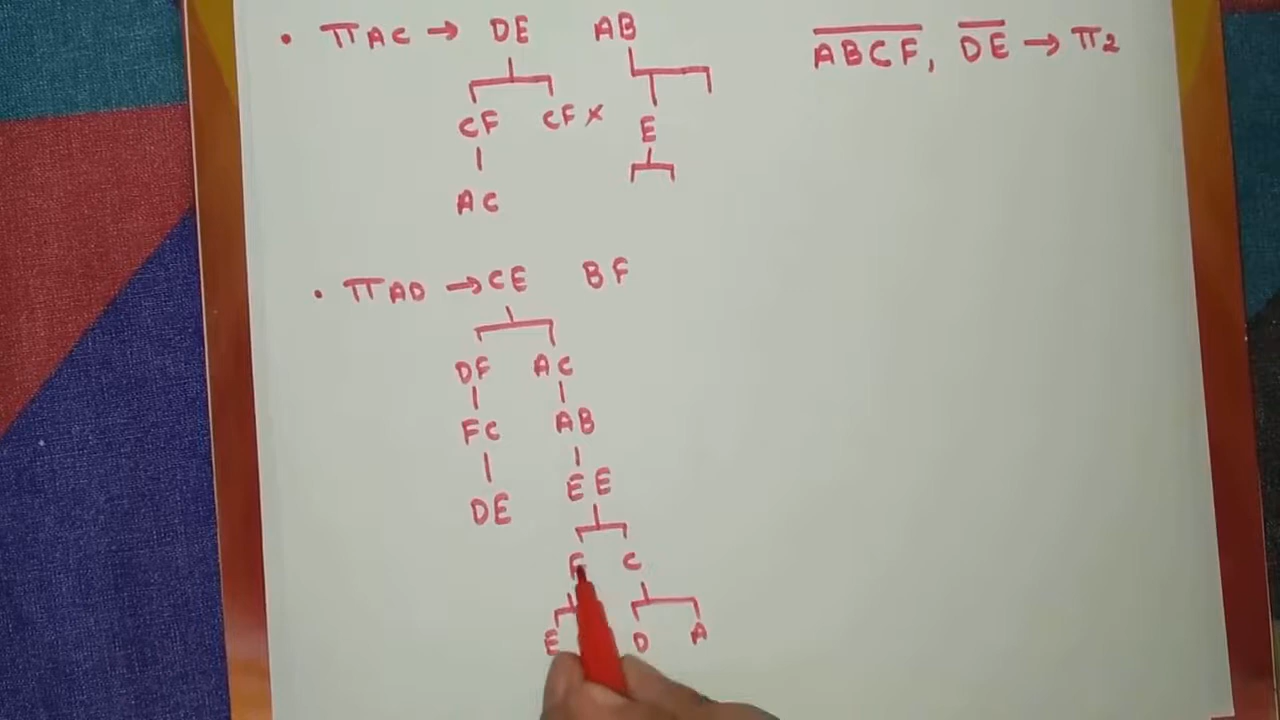 • πAC → DE AB
ABCF, DE → π2
CF CF x E
AC
• πAD → CE BF
DF AC
FC AB
DE EE
F C
E D A